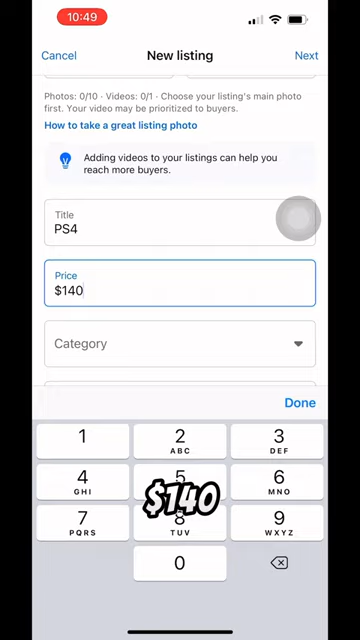 10:49
Cancel
New listing
Next
Photos: 0/10 · Videos: 0/1 · Choose your listing's main photo
first. Your video may be prioritized to buyers.
How to take a great listing photo
Adding videos to your listings can help you
reach more buyers.
Title
PS4
Price
$140
Category
Done
1
2
ABC
3
DEF
4
GHI
5
6
MNO
$140
7
PQRS
8
TUV
9
WXYZ
0